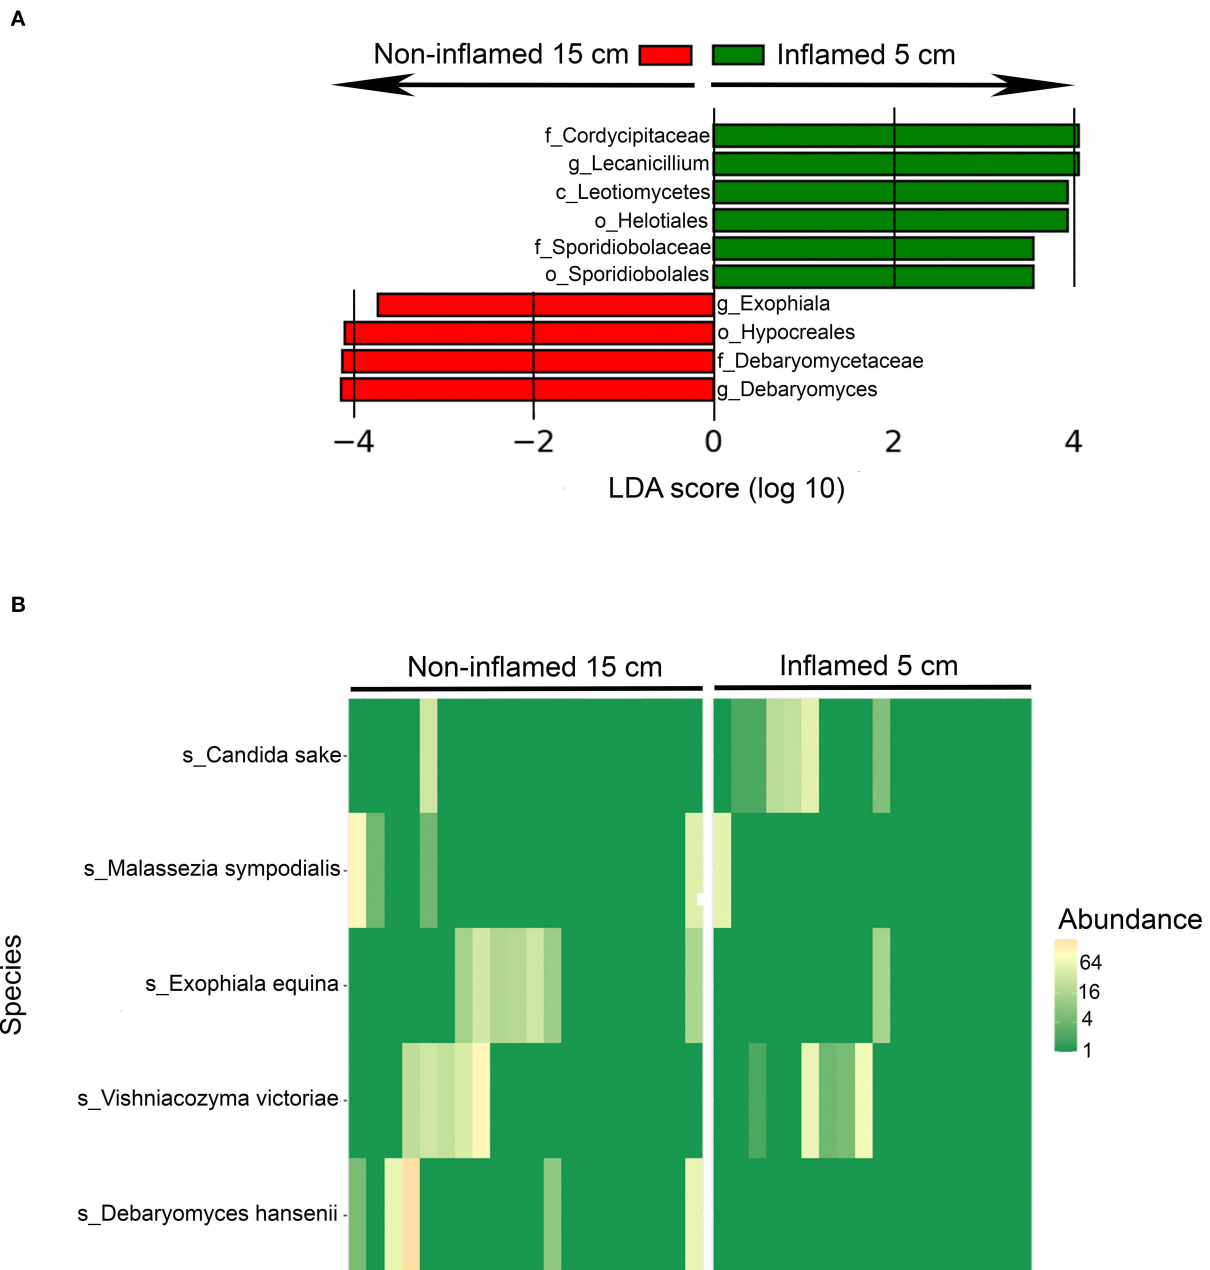 A
Non-inflamed 15 cm
Inflamed 5 cm
f_Cordycipitaceae
g_Lecanicillium
c_Leotiomycetes
o_Helotiales
f_Sporidiobolaceae
o_Sporidiobolales
g_Exophiala
o_Hypocreales
f_Debaryomycetaceae
g_Debaryomyces
−4 −2 0 2 4
LDA score (log 10)
B
Non-inflamed 15 cm
Inflamed 5 cm
s_Candida sake
s_Malassezia sympodialis
s_Exophiala equina
s_Vishniacozyma victoriae
s_Debaryomyces hansenii
Species
Abundance
64
16
4
1